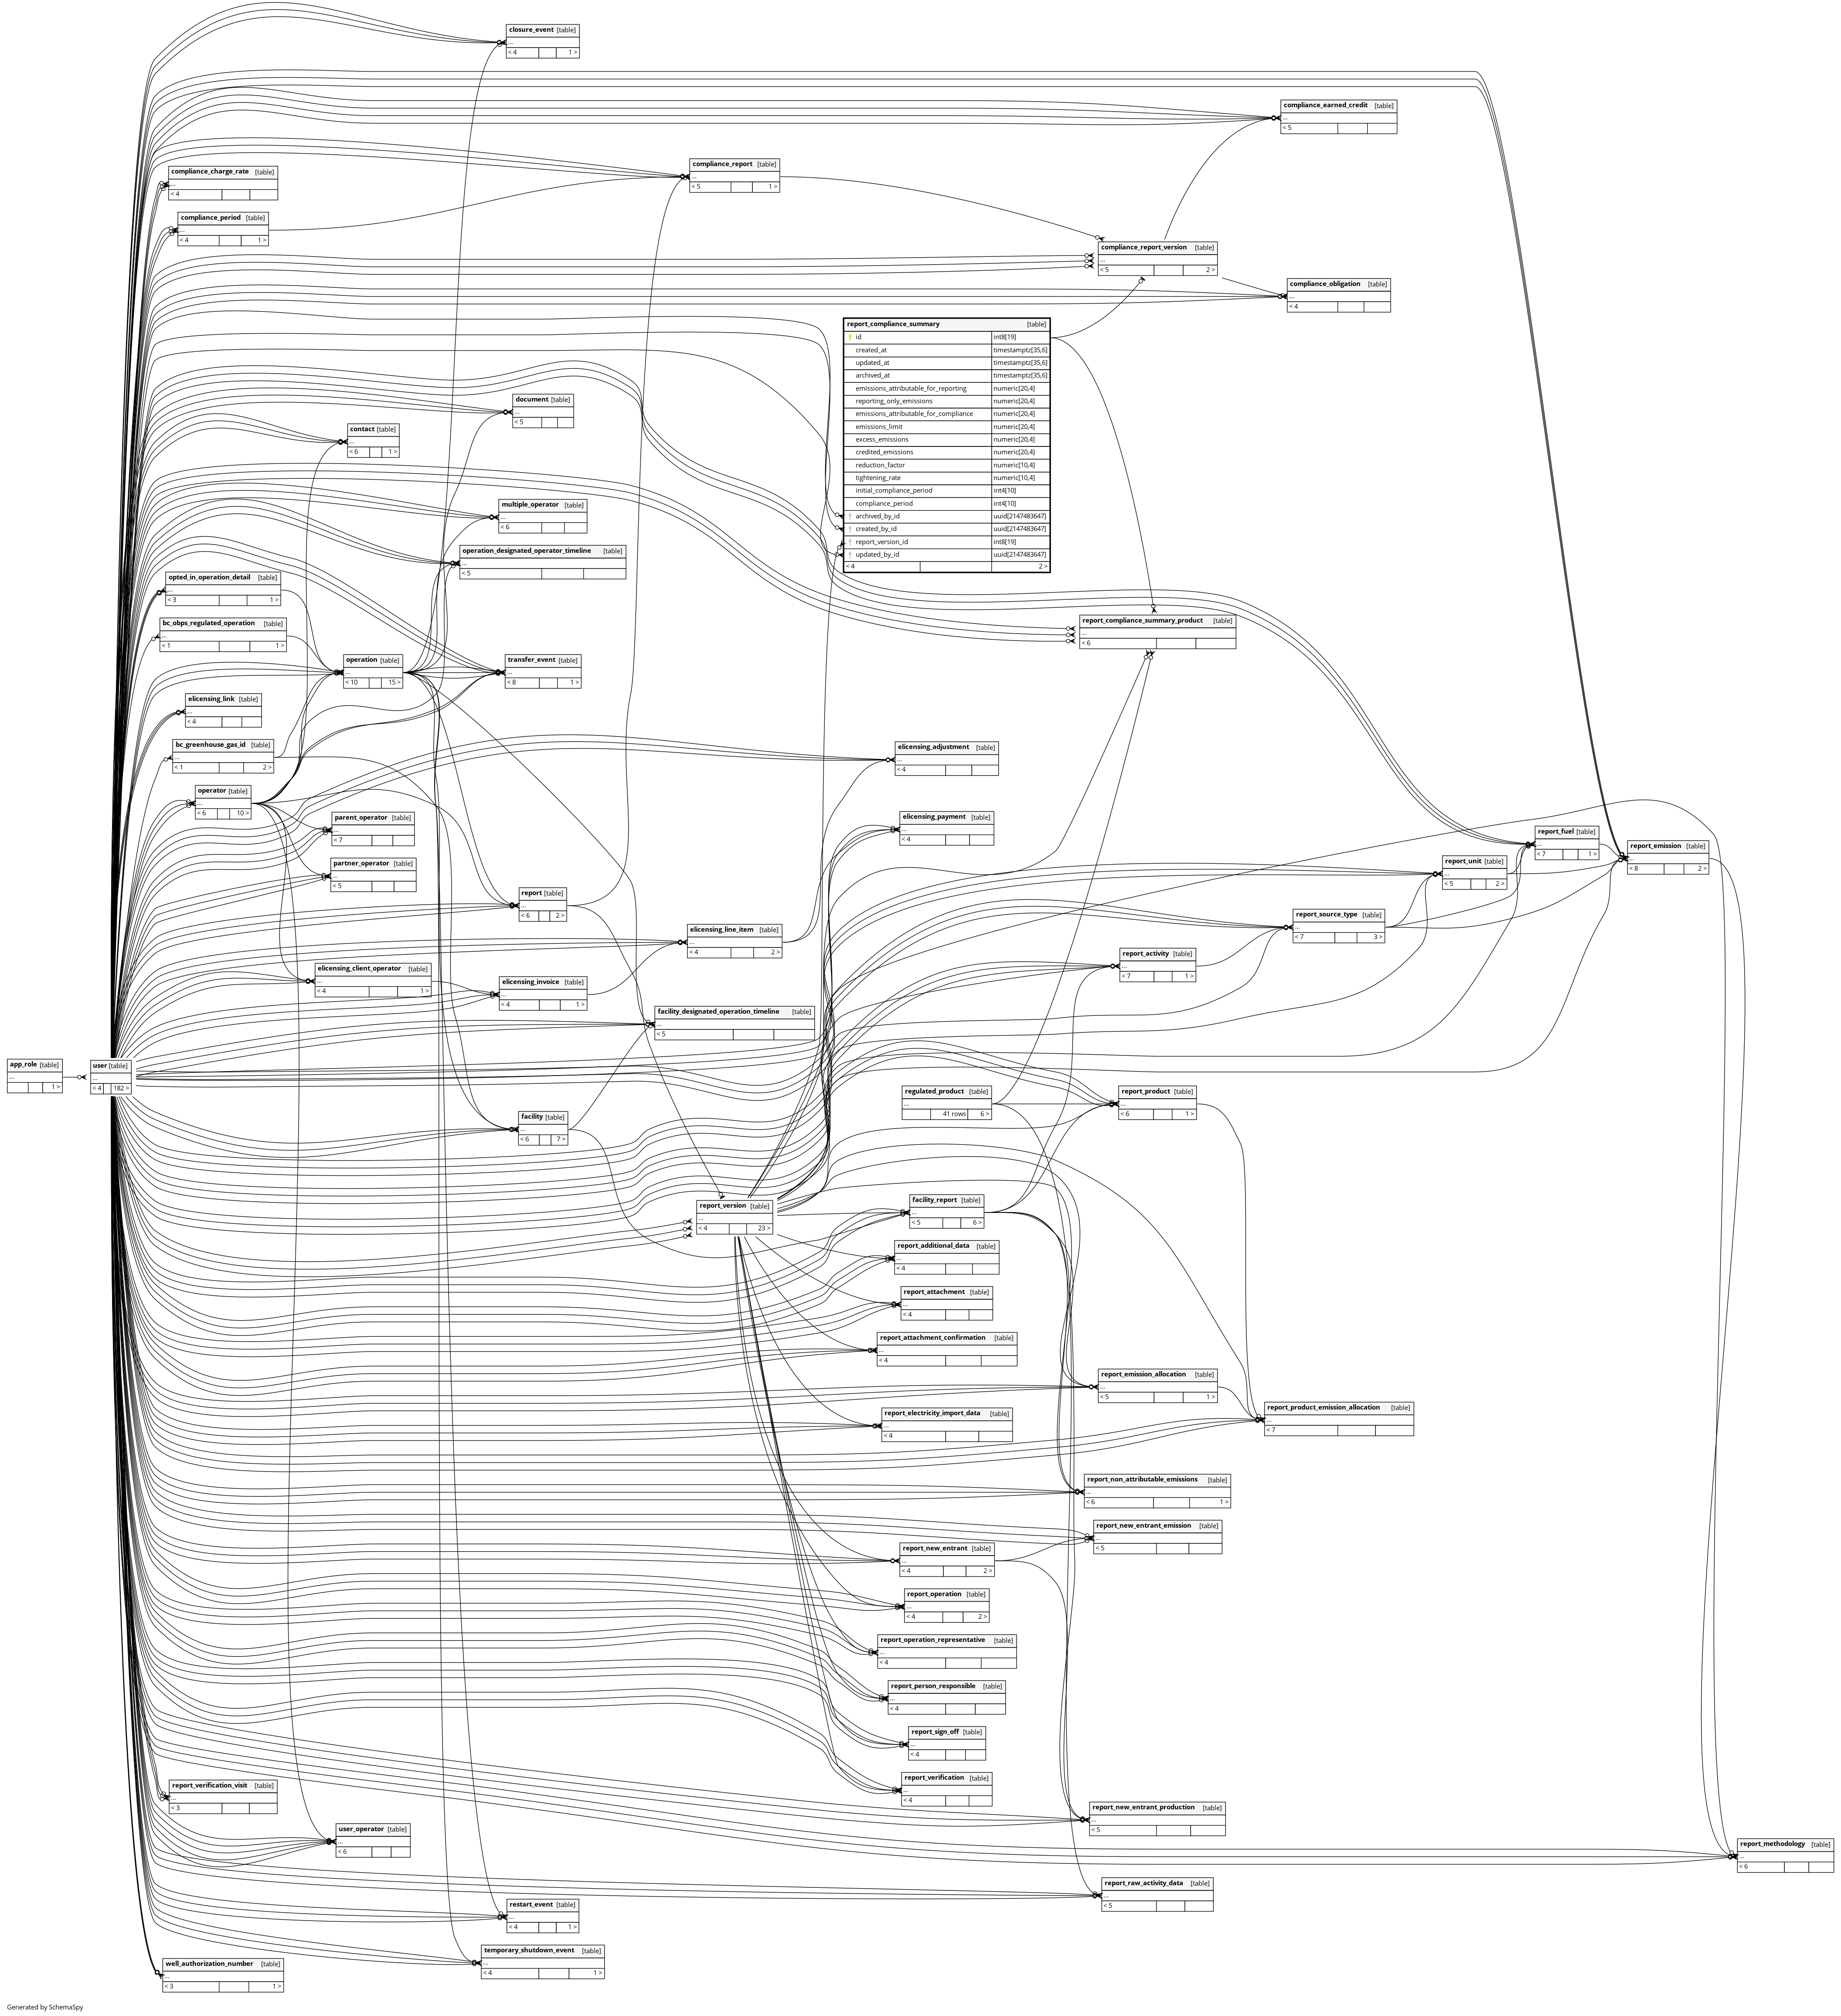 closure_event [table]
...
< 4 1 >
compliance_earned_credit [table]
...
< 5
compliance_report [table]
...
< 5 1 >
compliance_charge_rate [table]
...
< 4
compliance_period [table]
...
< 4 1 >
compliance_report_version [table]
...
< 5 2 >
compliance_obligation [table]
...
< 4
report_compliance_summary [table]
id int8[19]
created_at timestamptz[35,6]
updated_at timestamptz[35,6]
archived_at timestamptz[35,6]
emissions_attributable_for_reporting numeric[20,4]
reporting_only_emissions numeric[20,4]
emissions_attributable_for_compliance numeric[20,4]
emissions_limit numeric[20,4]
excess_emissions numeric[20,4]
credited_emissions numeric[20,4]
reduction_factor numeric[10,4]
tightening_rate numeric[10,4]
initial_compliance_period int4[10]
compliance_period int4[10]
archived_by_id uuid[2147483647]
created_by_id uuid[2147483647]
report_version_id int8[19]
updated_by_id uuid[2147483647]
< 4 2 >
document [table]
...
< 5
contact [table]
...
< 6 1 >
multiple_operator [table]
...
< 6
operation_designated_operator_timeline [table]
...
< 5
opted_in_operation_detail [table]
...
< 3 1 >
bc_obps_regulated_operation [table]
...
< 1 1 >
report_compliance_summary_product [table]
...
< 6
operation [table]
...
< 10 15 >
transfer_event [table]
...
< 8 1 >
elicensing_link [table]
...
< 4
bc_greenhouse_gas_id [table]
...
< 1 2 >
elicensing_adjustment [table]
...
< 4
operator [table]
...
< 6 10 >
parent_operator [table]
...
< 7
elicensing_payment [table]
...
< 4
report_fuel [table]
...
< 7 1 >
report_emission [table]
...
< 8 2 >
partner_operator [table]
...
< 5
report_unit [table]
...
< 5 2 >
report [table]
...
< 6 2 >
report_source_type [table]
...
< 7 3 >
elicensing_line_item [table]
...
< 4 2 >
report_activity [table]
...
< 7 1 >
elicensing_client_operator [table]
...
< 4 1 >
elicensing_invoice [table]
...
< 4 1 >
facility_designated_operation_timeline [table]
...
< 5
app_role [table]
...
1 >
user [table]
...
< 4 182 >
regulated_product [table]
...
41 rows 6 >
report_product [table]
...
< 6 1 >
facility [table]
...
< 6 7 >
report_version [table]
...
< 4 23 >
facility_report [table]
...
< 5 6 >
report_additional_data [table]
...
< 4
report_attachment [table]
...
< 4
report_attachment_confirmation [table]
...
< 4
report_emission_allocation [table]
...
< 5 1 >
report_product_emission_allocation [table]
...
< 7
report_electricity_import_data [table]
...
< 4
report_non_attributable_emissions [table]
...
< 6 1 >
report_new_entrant_emission [table]
...
< 5
report_new_entrant [table]
...
< 4 2 >
report_operation [table]
...
< 4 2 >
report_operation_representative [table]
...
< 4
report_person_responsible [table]
...
< 4
report_sign_off [table]
...
< 4
report_verification [table]
...
< 4
report_verification_visit [table]
...
< 3
report_new_entrant_production [table]
...
< 5
user_operator [table]
...
< 6
report_methodology [table]
...
< 6
report_raw_activity_data [table]
...
< 5
restart_event [table]
...
< 4 1 >
temporary_shutdown_event [table]
...
< 4 1 >
well_authorization_number [table]
...
< 3 1 >
Generated by SchemaSpy